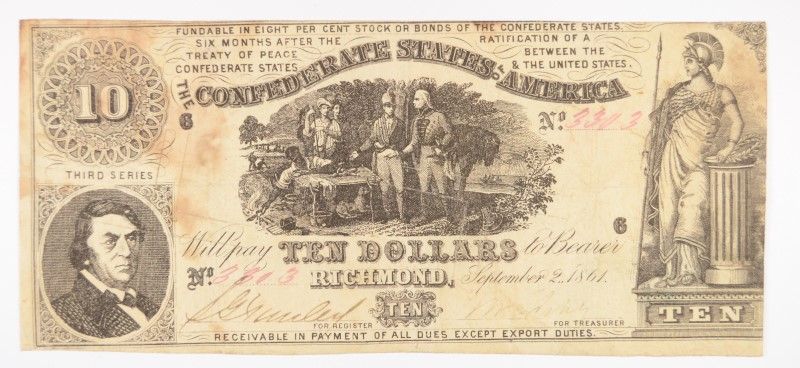 FUNDABLE IN EIGHT PER CENT STOCK OR BONDS OF THE CONFEDERATE STATES.
SIX MONTHS AFTER THE RATIFICATION OF A
TREATY OF PEACE BETWEEN THE
CONFEDERATE STATES & THE UNITED STATES.
THE CONFEDERATE STATES OF AMERICA
10
6
No 3303
THIRD SERIES
6
Will pay TEN DOLLARS to Bearer
No 3303 RICHMOND, September 2, 1861.
TEN
TEN
FOR REGISTER
FOR TREASURER
RECEIVABLE IN PAYMENT OF ALL DUES EXCEPT EXPORT DUTIES.